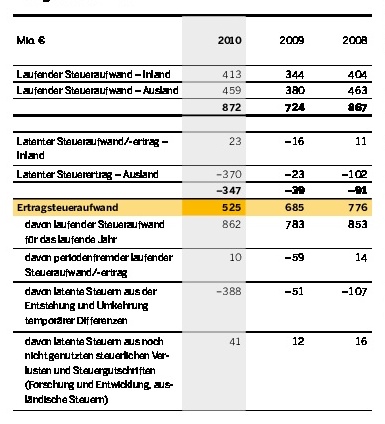 Mio. € 2010 2009 2008
Laufender Steueraufwand – Inland 413 344 404
Laufender Steueraufwand – Ausland 459 380 463
872 724 867
Latenter Steueraufwand/-ertrag – 23 –16 11
Inland
Latenter Steuerertrag – Ausland –370 –23 –102
–347 –39 –91
Ertragsteueraufwand 525 685 776
davon laufender Steueraufwand 862 783 853
für das laufende Jahr
davon periodenfremder laufender 10 –59 14
Steueraufwand/-ertrag
davon latente Steuern aus der –388 –51 –107
Entstehung und Umkehrung
temporärer Differenzen
davon latente Steuern aus noch 41 12 16
nicht genutzten steuerlichen Ver-
lusten und Steuergutschriften
(Forschung und Entwicklung, aus-
ländische Steuern)